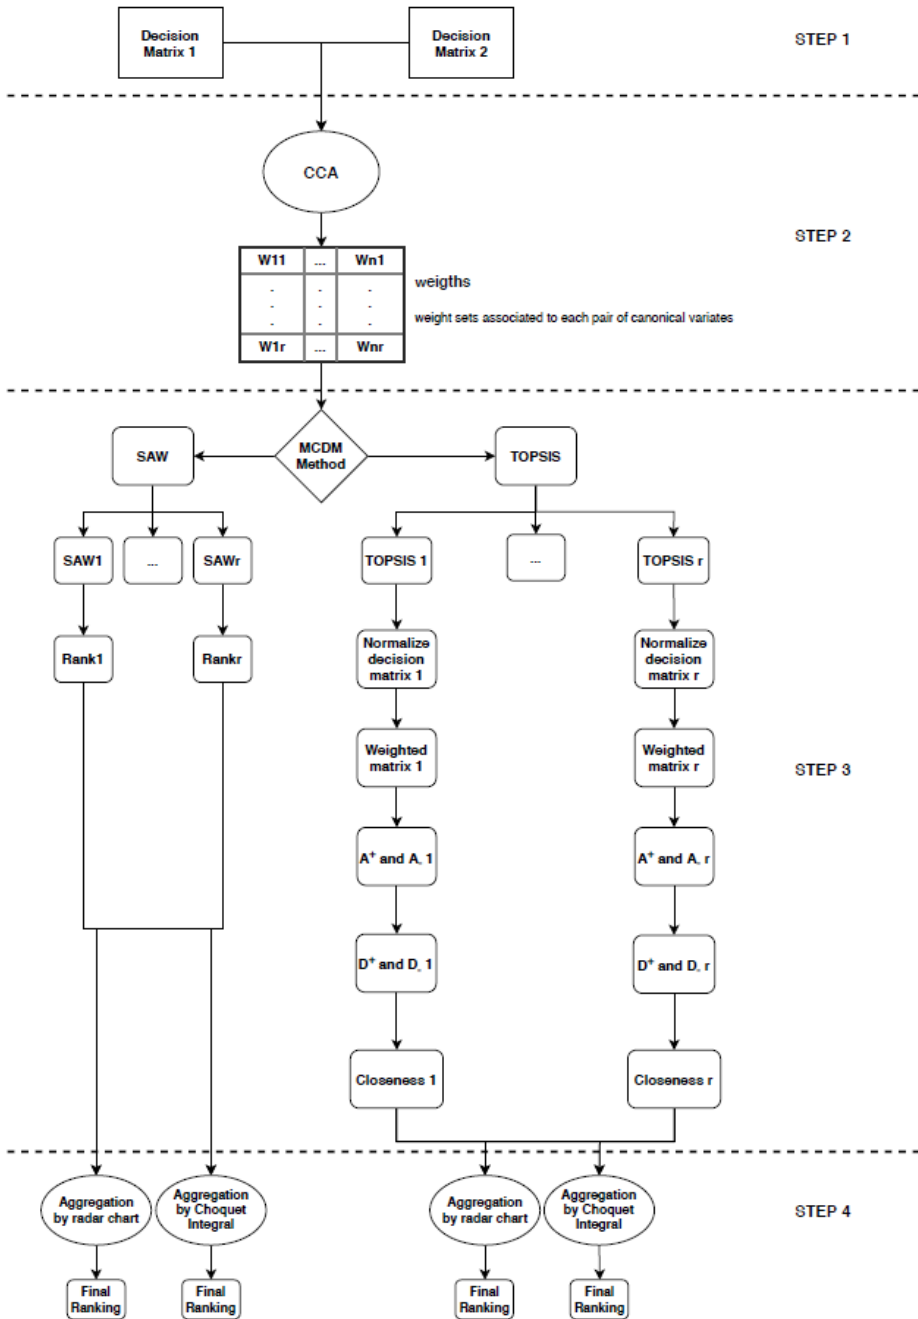 Decision
Matrix 1
Decision
Matrix 2
STEP 1
CCA
STEP 2
W11 ... Wn1
. . .
. . .
. . .
W1r ... Wnr
weigths
weight sets associated to each pair of canonical variates
MCDM
Method
SAW
TOPSIS
SAW1
...
SAWr
TOPSIS 1
...
TOPSIS r
Rank1
Rankr
Normalize
decision
matrix 1
Normalize
decision
matrix r
Weighted
matrix 1
Weighted
matrix r
STEP 3
A⁺ and A₋ 1
A⁺ and A₋ r
D⁺ and D₋ 1
D⁺ and D₋ r
Closeness 1
Closeness r
Aggregation
by radar chart
Aggregation
by Choquet
Integral
Aggregation
by radar chart
Aggregation
by Choquet
Integral
STEP 4
Final
Ranking
Final
Ranking
Final
Ranking
Final
Ranking